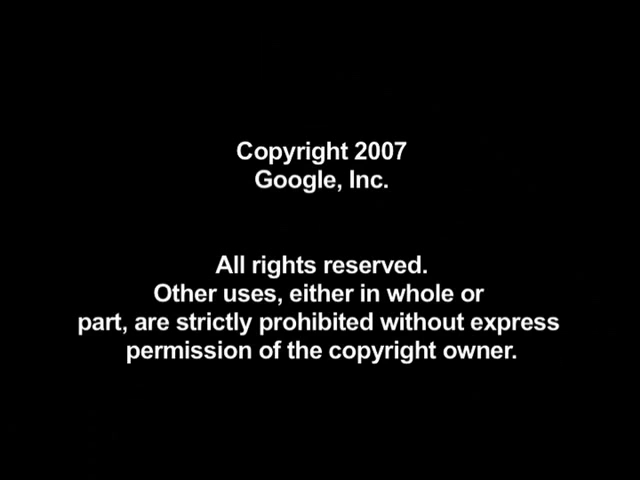 Copyright 2007
Google, Inc.
All rights reserved.
Other uses, either in whole or
part, are strictly prohibited without express
permission of the copyright owner.